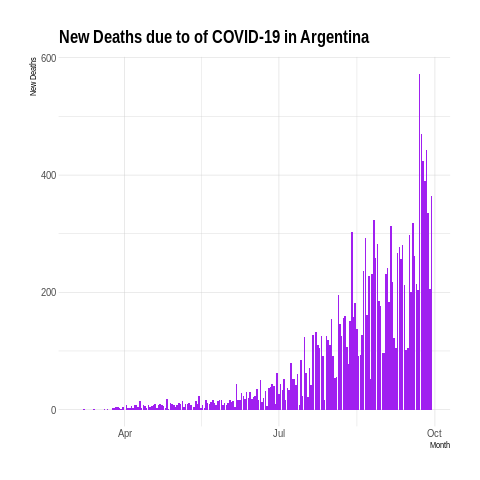 New Deaths due to of COVID-19 in Argentina
New Deaths
600
400
200
0
Apr
Jul
Oct
Month